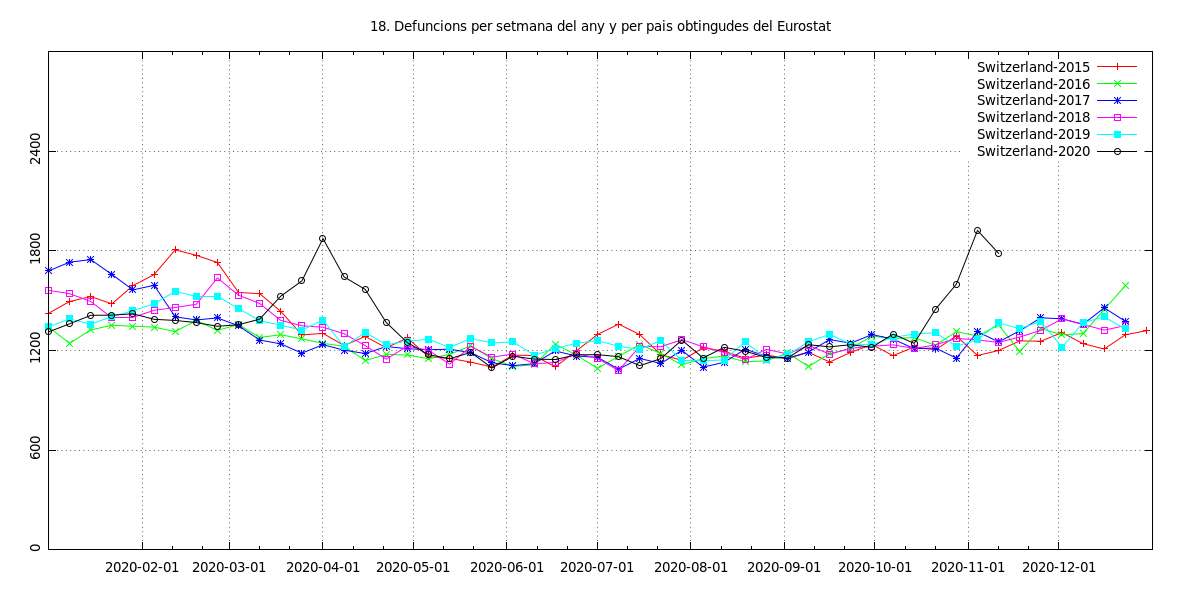 18. Defuncions per setmana del any y per pais obtingudes del Eurostat
Switzerland-2015
Switzerland-2016
Switzerland-2017
Switzerland-2018
Switzerland-2019
Switzerland-2020
2400
1800
1200
600
0
2020-02-01 2020-03-01 2020-04-01 2020-05-01 2020-06-01 2020-07-01 2020-08-01 2020-09-01 2020-10-01 2020-11-01 2020-12-01